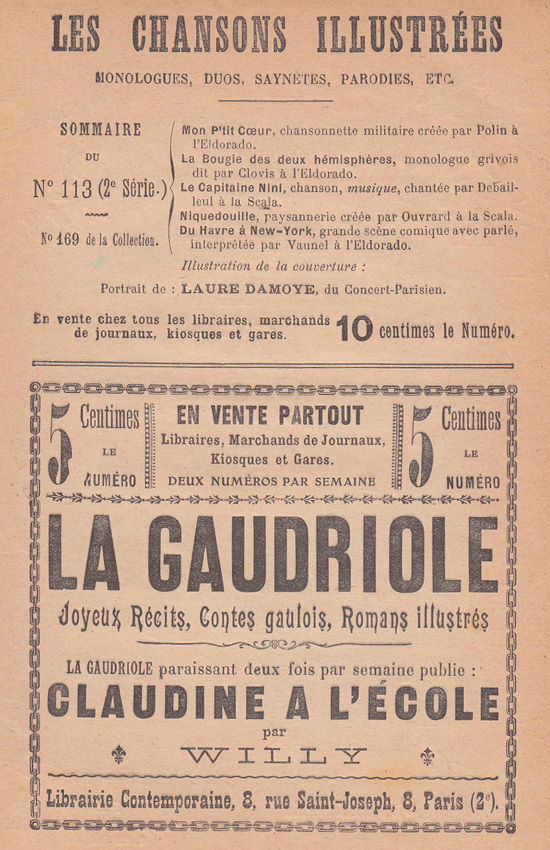 LES CHANSONS ILLUSTRÉES
MONOLOGUES, DUOS, SAYNÈTES, PARODIES, ETC.
SOMMAIRE
DU
N° 113 (2e Série.)
N° 169 de la Collection.
Mon P'tit Cœur, chansonnette militaire créée par Polin à
l'Eldorado.
La Bougie des deux hémisphères, monologue grivois
dit par Clovis à l'Eldorado.
Le Capitaine Nini, chanson, musique, chantée par Debail-
leul à la Scala.
Niquedouille, paysannerie créée par Ouvrard à la Scala.
Du Havre à New-York, grande scène comique avec parlé,
interprétée par Vaunel à l'Eldorado.
Illustration de la couverture :
Portrait de : LAURE DAMOYE, du Concert-Parisien.
En vente chez tous les libraires, marchands
de journaux, kiosques et gares.
10 centimes le Numéro.
5 Centimes
LE
NUMÉRO
EN VENTE PARTOUT
Libraires, Marchands de Journaux,
Kiosques et Gares.
DEUX NUMÉROS PAR SEMAINE
5 Centimes
LE
NUMÉRO
LA GAUDRIOLE
Joyeux Récits, Contes gaulois, Romans illustrés
LA GAUDRIOLE paraissant deux fois par semaine publie :
CLAUDINE A L'ÉCOLE
par
WILLY
Librairie Contemporaine, 8, rue Saint-Joseph, 8, Paris (2e).